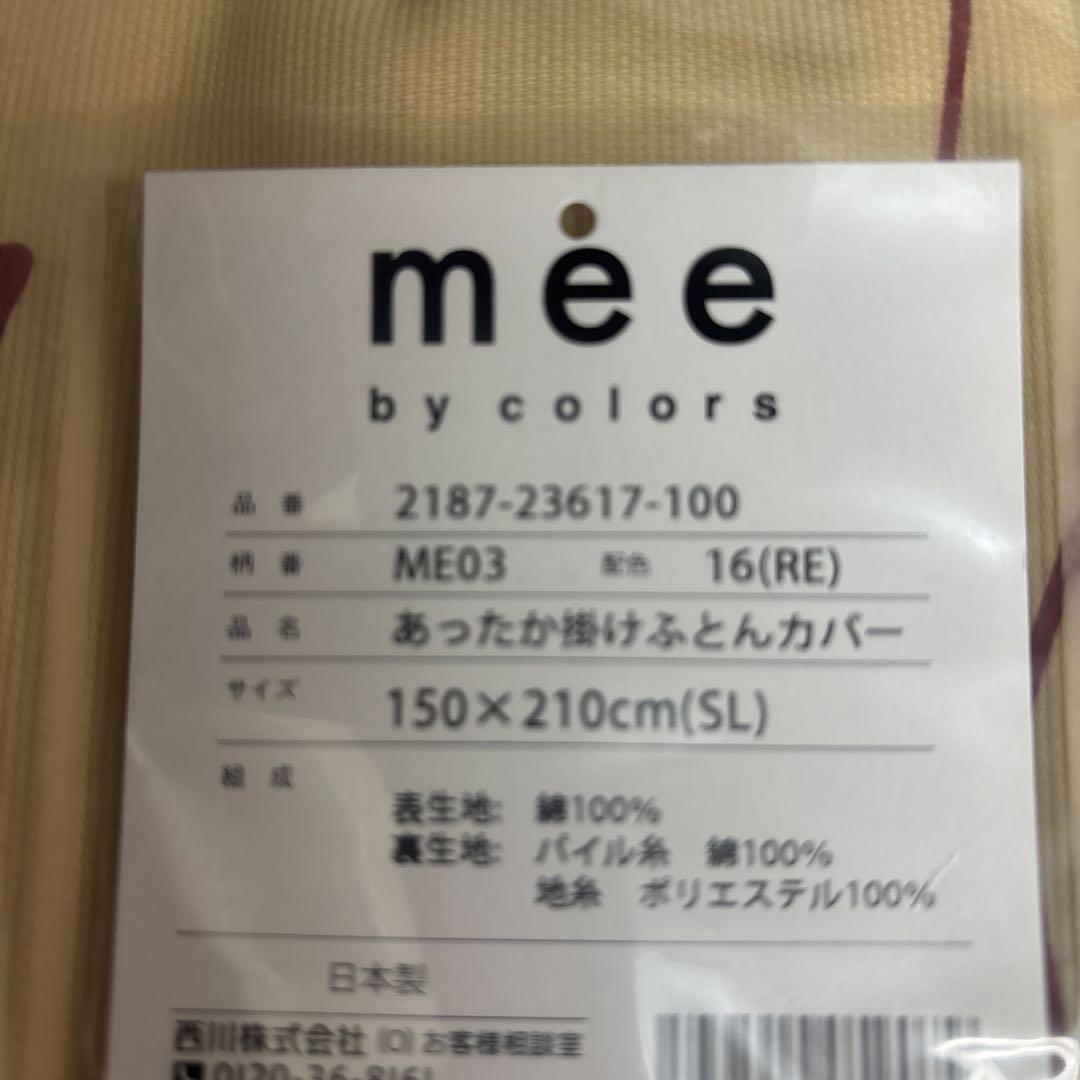 mee
by colors
品番 2187-23617-100
柄番 ME03 配色 16(RE)
品名 あったか掛けふとんカバー
サイズ 150×210cm(SL)
組成
表生地: 綿100%
裏生地: パイル糸 綿100%
地糸 ポリエステル100%
日本製
西川株式会社 (O) お客様相談室
0120-36-8161